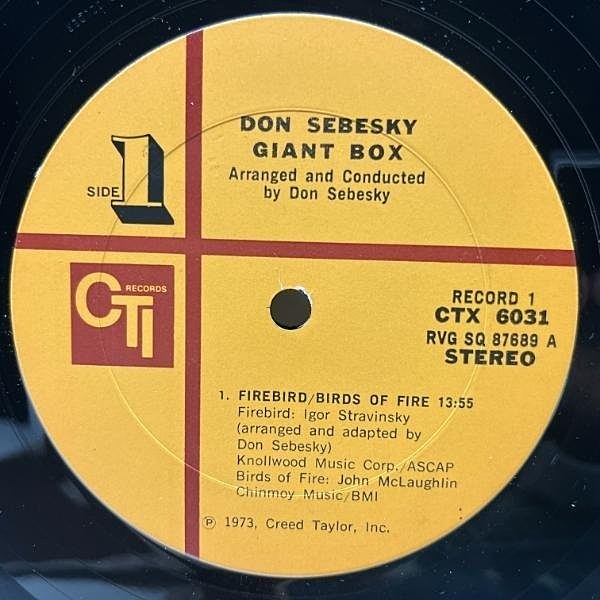 DON SEBESKY
GIANT BOX
Arranged and Conducted
by Don Sebesky
SIDE 1
CTI RECORDS
RECORD 1
CTX 6031
RVG SQ 87689 A
STEREO
1. FIREBIRD/BIRDS OF FIRE 13:55
Firebird: Igor Stravinsky
(arranged and adapted by
Don Sebesky)
Knollwood Music Corp./ASCAP
Birds of Fire: John McLaughlin
Chinmoy Music/BMI
℗ 1973, Creed Taylor, Inc.